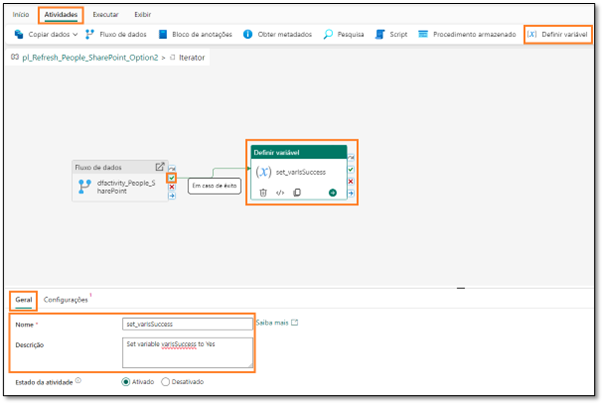 Início Atividades Executar Exibir
Copiar dados Fluxo de dados Bloco de anotações Obter metadados Pesquisa Script Procedimento armazenado (x) Definir variável
pl_Refresh_People_SharePoint_Option2 > Iterator
Definir variável
Fluxo de dados
(x) set_varIsSuccess
dfactivity_People_S
harePoint
Em caso de êxito
Geral Configurações 1
Nome * set_varIsSuccess Saiba mais
Descrição Set variable varIsSuccess to Yes
Estado da atividade Ativado Desativado